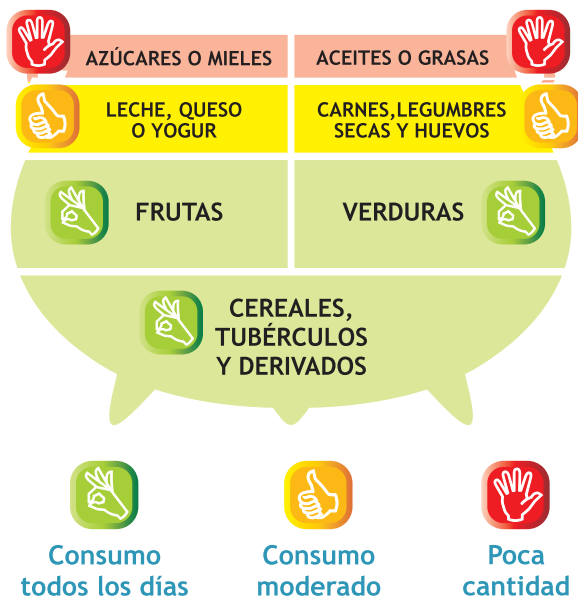 AZÚCARES O MIELES
ACEITES O GRASAS
LECHE, QUESO
O YOGUR
CARNES,LEGUMBRES
SECAS Y HUEVOS
FRUTAS
VERDURAS
CEREALES,
TUBÉRCULOS
Y DERIVADOS
Consumo
todos los días
Consumo
moderado
Poca
cantidad